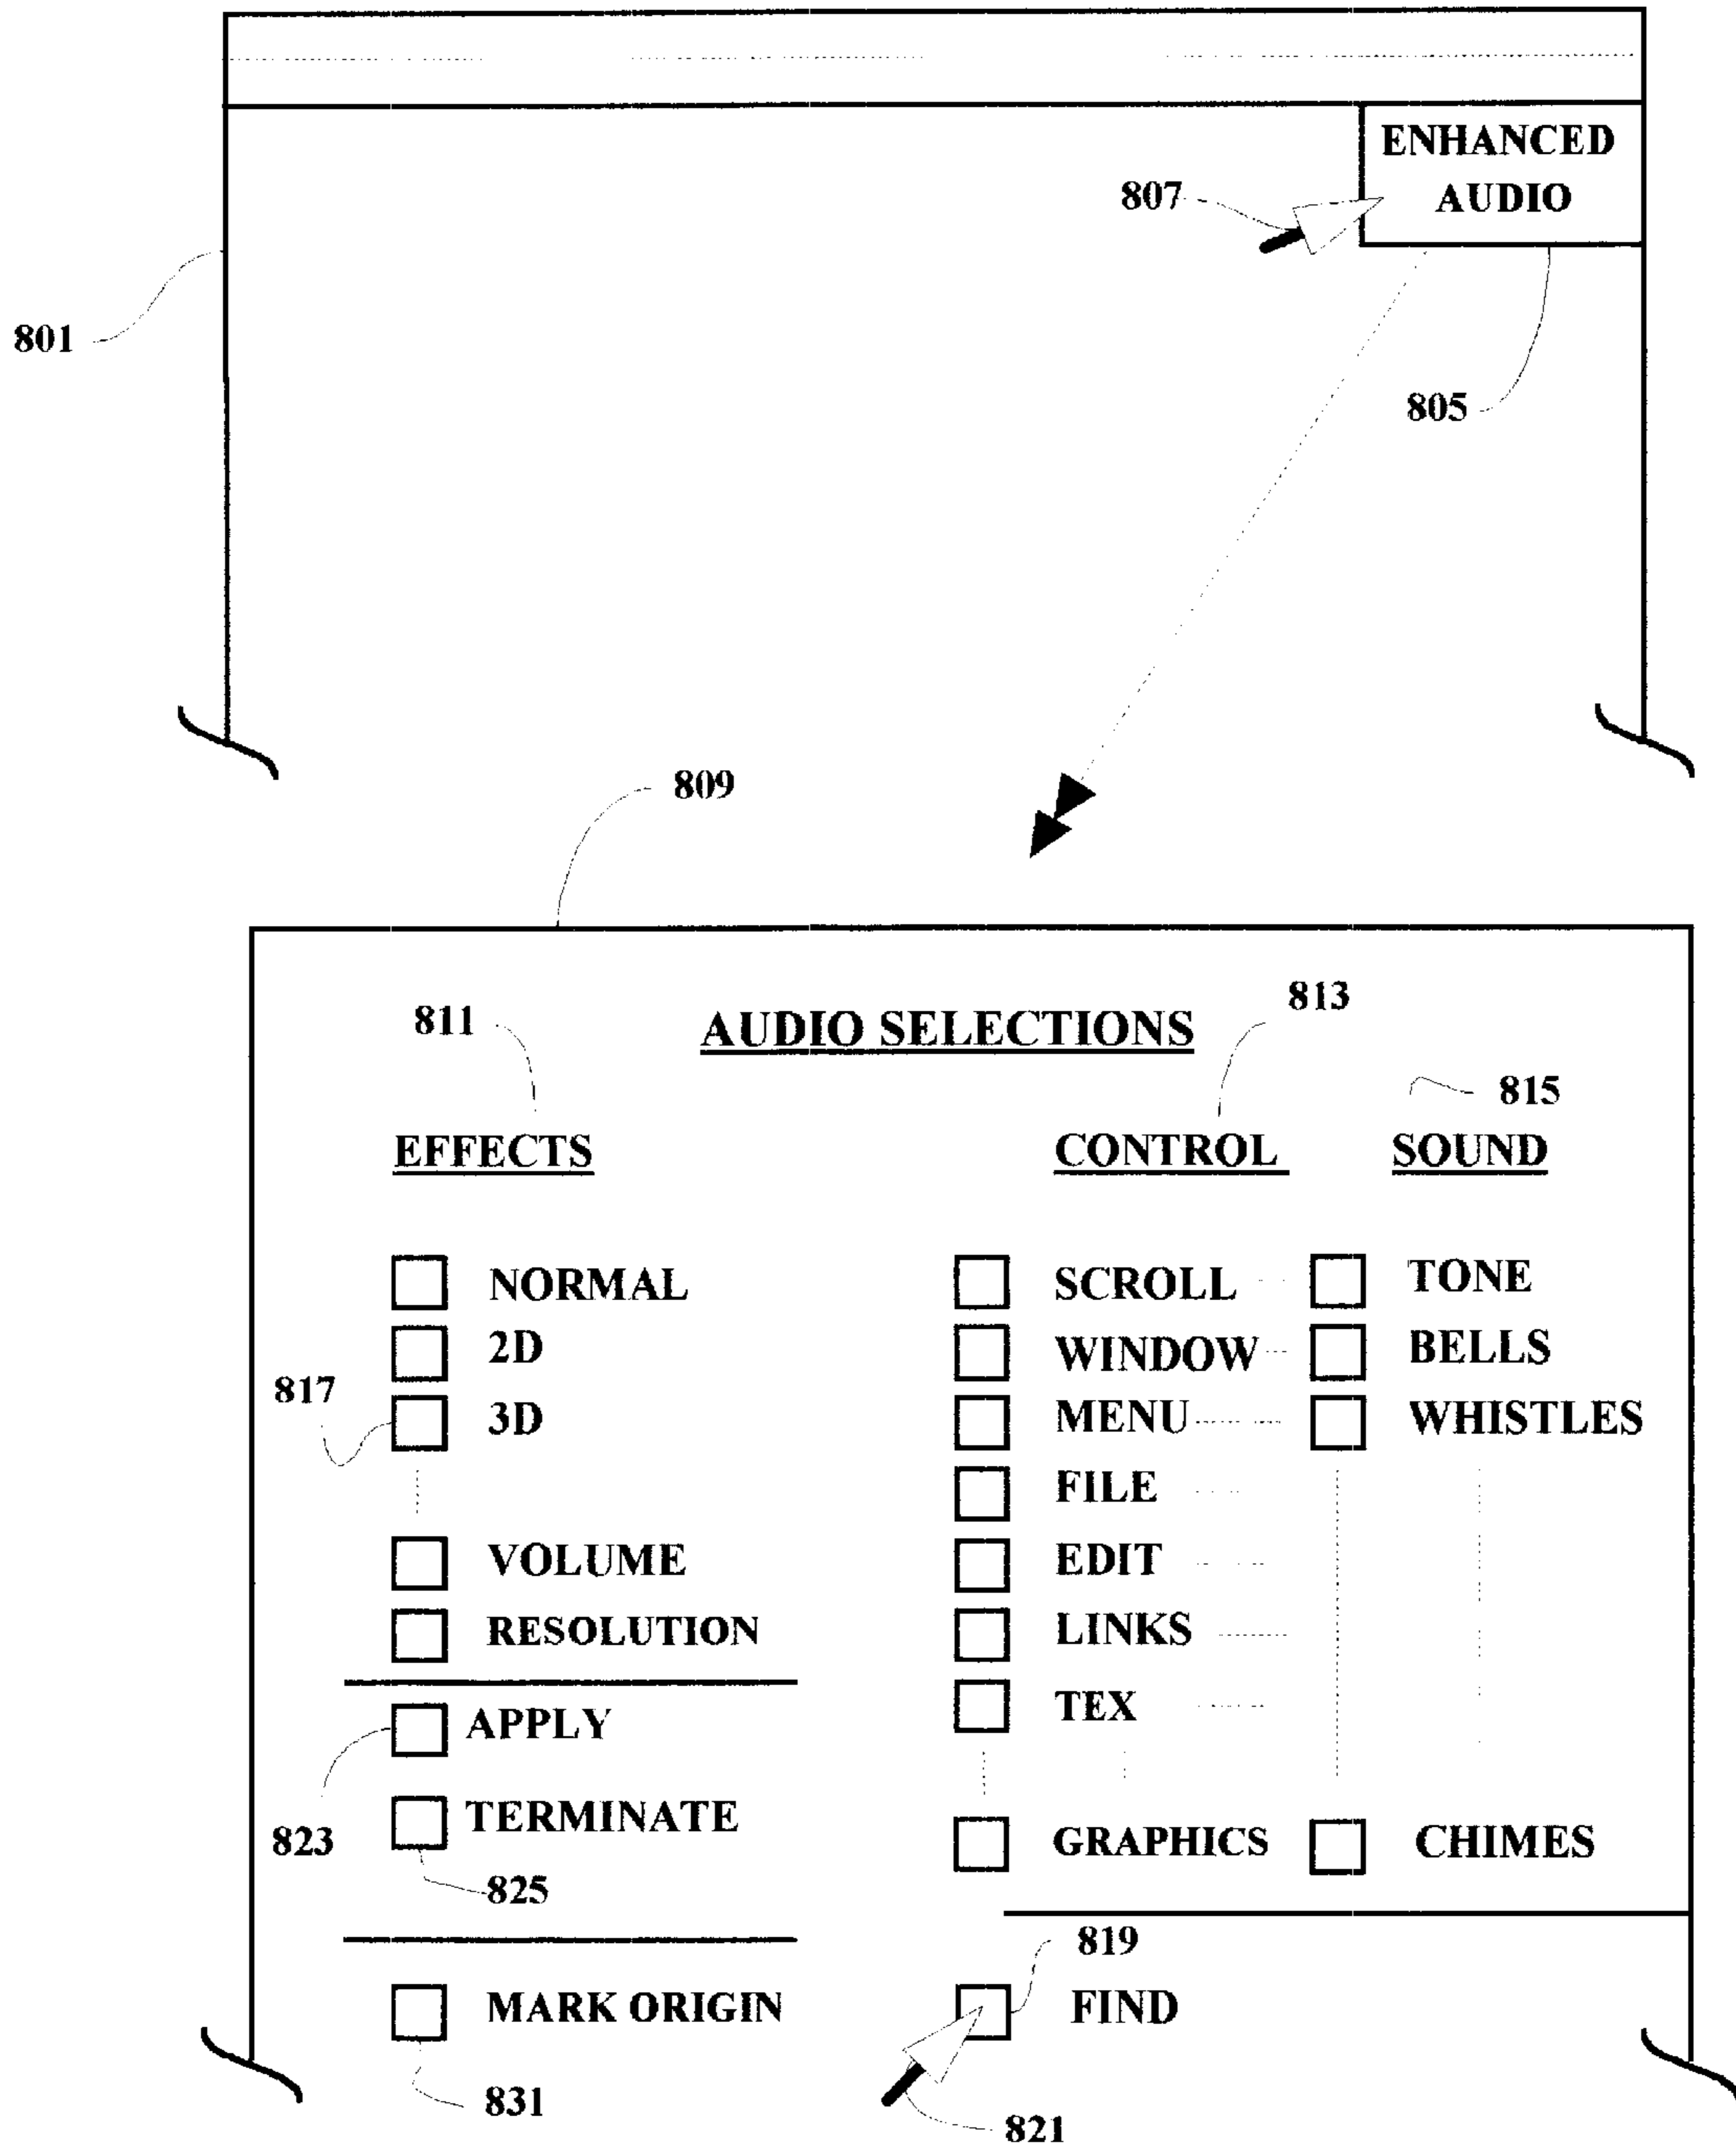 ENHANCED
AUDIO
807
801
805
809
811
813
AUDIO SELECTIONS
815
EFFECTS CONTROL SOUND
NORMAL SCROLL TONE
2D WINDOW BELLS
817
3D MENU WHISTLES
FILE
VOLUME EDIT
RESOLUTION LINKS
TEX
APPLY
TERMINATE
823
GRAPHICS CHIMES
825
819
MARK ORIGIN FIND
831
821